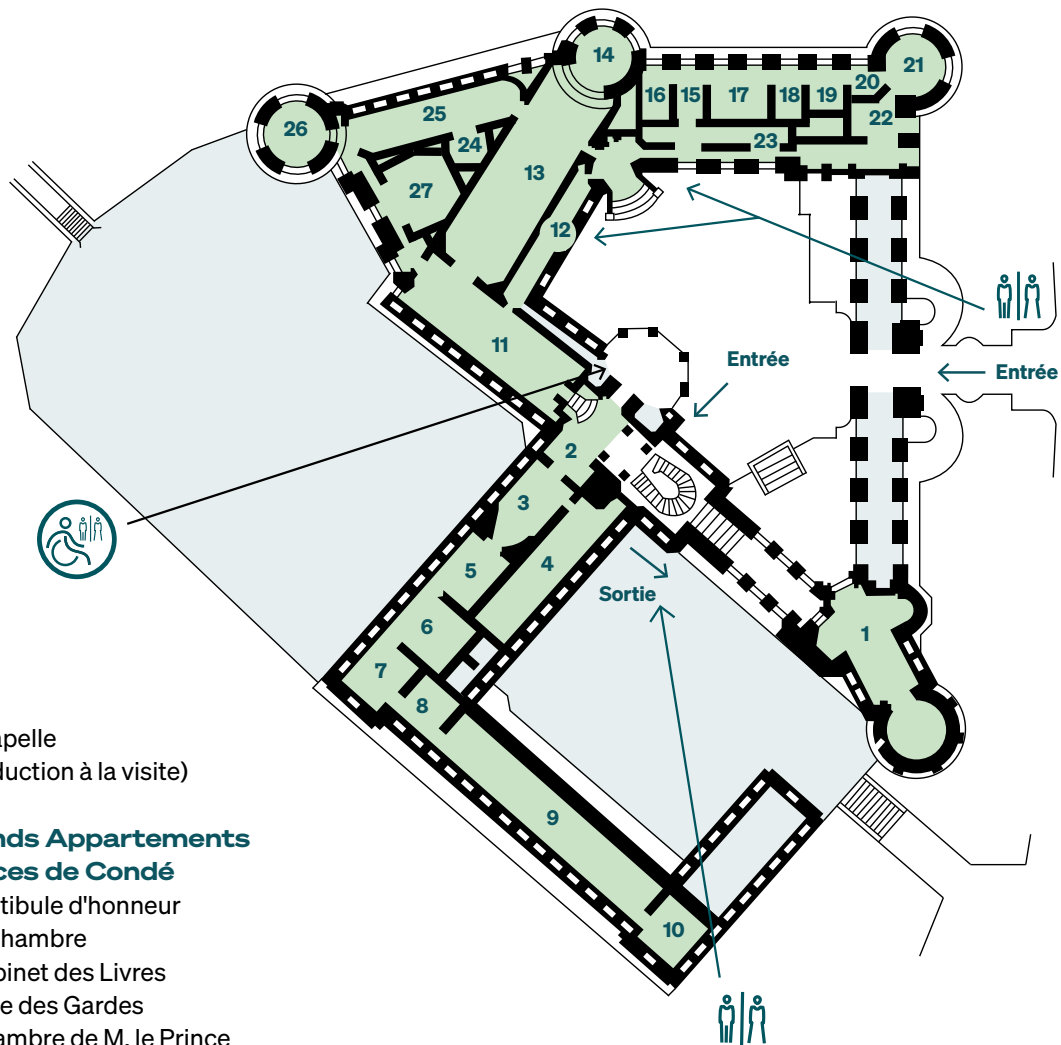 14
21
20
16
15
17
18
19
25
26
22
24
23
13
27
12
11
Entrée
Entrée
2
3
4
5
Sortie
6
1
7
8
apelle
duction à la visite)
9
nds Appartements
ces de Condé
tibule d'honneur
10
hambre
binet des Livres
e des Gardes
ambre de M. le Prince